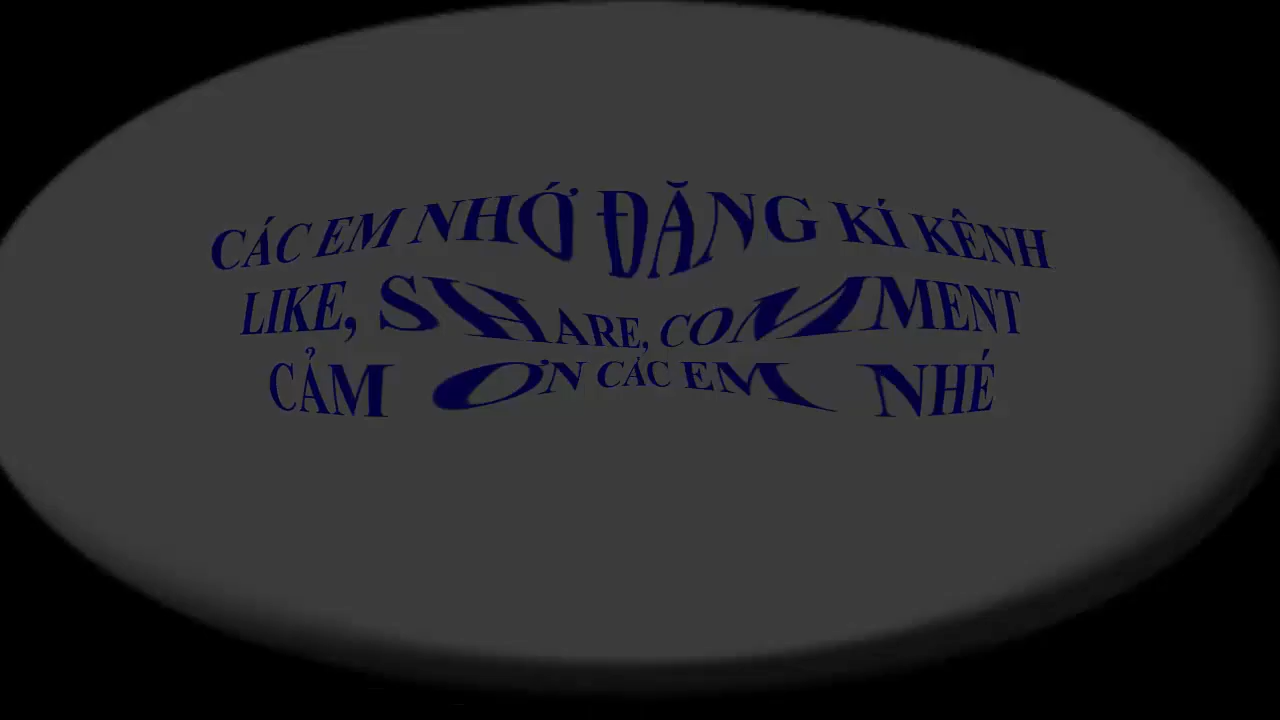 CÁC EM NHỚ ĐĂNG KÍ KÊNH
LIKE, SHARE, COMMENT
CẢM ƠN CÁC EM NHÉ